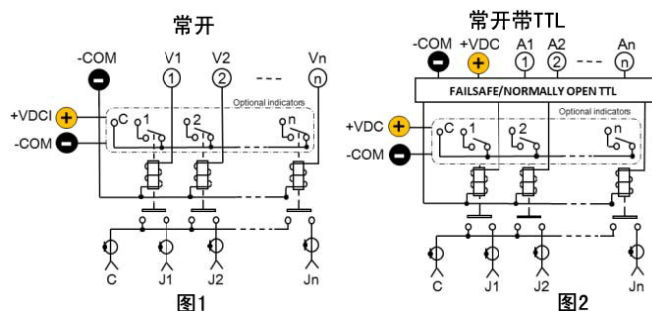 常开
-COM V1 V2 Vn
1 2 n
+VDCI
-COM
Optional indicators
C 1 2 n
C J1 J2 Jn
图1
常开带TTL
-COM +VDC A1 A2 An
1 2 n
FAILSAFE/NORMALLY OPEN TTL
Optional indicators
+VDC
-COM
C 1 2 n
C J1 J2 Jn
图2